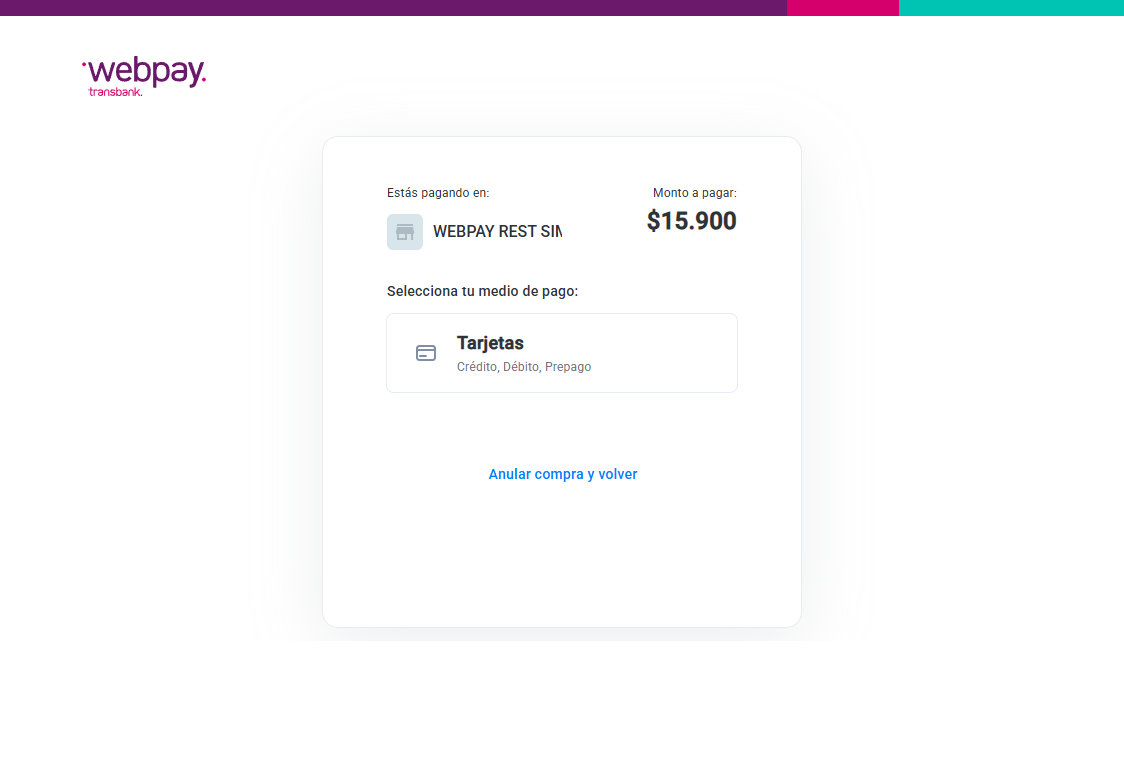 webpay.
transbank.
Estás pagando en:
Monto a pagar:
WEBPAY REST SIM
$15.900
Selecciona tu medio de pago:
Tarjetas
Crédito, Débito, Prepago
Anular compra y volver